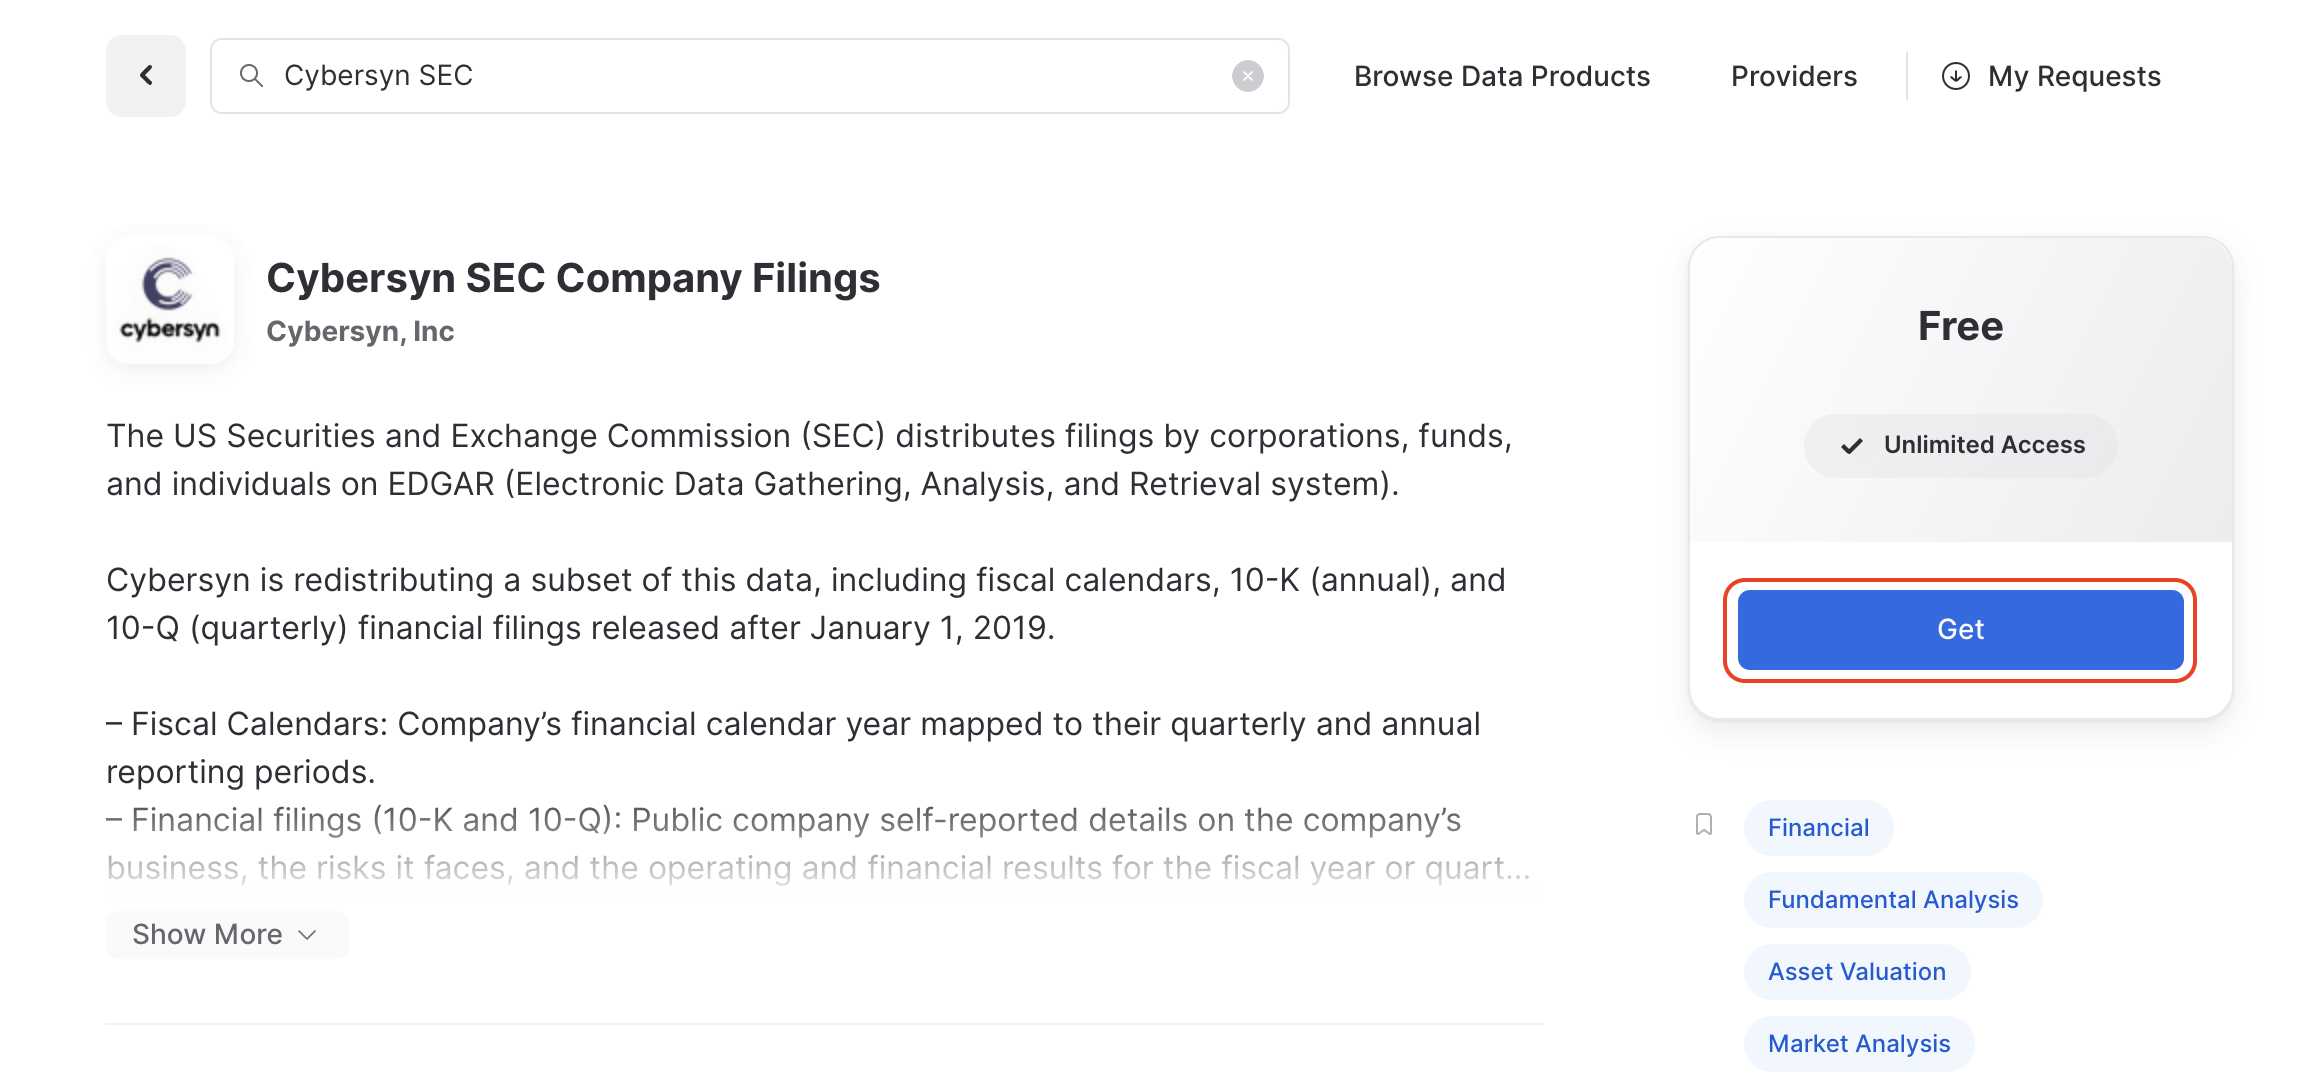 Cybersyn SEC
Browse Data Products
Providers
My Requests
cybersyn
Cybersyn SEC Company Filings
Cybersyn, Inc
The US Securities and Exchange Commission (SEC) distributes filings by corporations, funds,
and individuals on EDGAR (Electronic Data Gathering, Analysis, and Retrieval system).
Cybersyn is redistributing a subset of this data, including fiscal calendars, 10-K (annual), and
10-Q (quarterly) financial filings released after January 1, 2019.
– Fiscal Calendars: Company’s financial calendar year mapped to their quarterly and annual
reporting periods.
– Financial filings (10-K and 10-Q): Public company self-reported details on the company’s
business, the risks it faces, and the operating and financial results for the fiscal year or quart...
Show More
Free
Unlimited Access
Get
Financial
Fundamental Analysis
Asset Valuation
Market Analysis